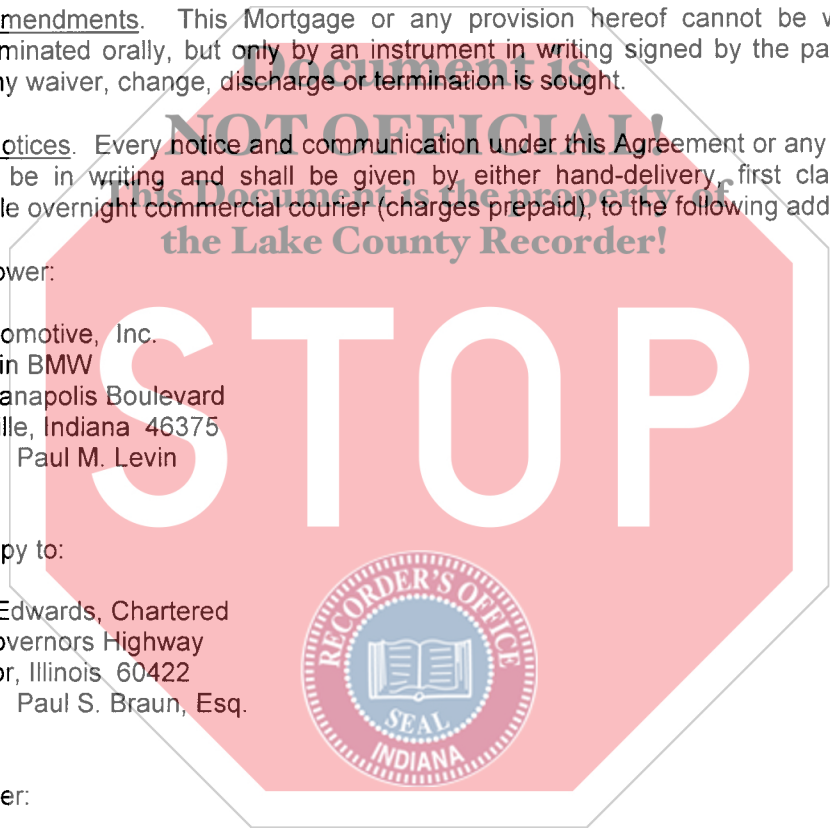 mendments. This Mortgage or any provision hereof cannot be
minated orally, but only by an instrument in writing signed by the pa
y waiver, change, discharge or termination is sought.
Document is
NOT OFFICIAL!
otices. Every notice and communication under this Agreement or any
be in writing and shall be given by either hand-delivery, first cla
This Document is the property of
le overnight commercial courier (charges prepaid), to the following add
the Lake County Recorder!
ower:
omotive, Inc.
in BMW
anapolis Boulevard
lle, Indiana 46375
Paul M. Levin
STOP
py to:
Edwards, Chartered
overnors Highway
or, Illinois 60422
Paul S. Braun, Esq.
RECORDER'S OFFICE
SEAL
INDIANA
er: